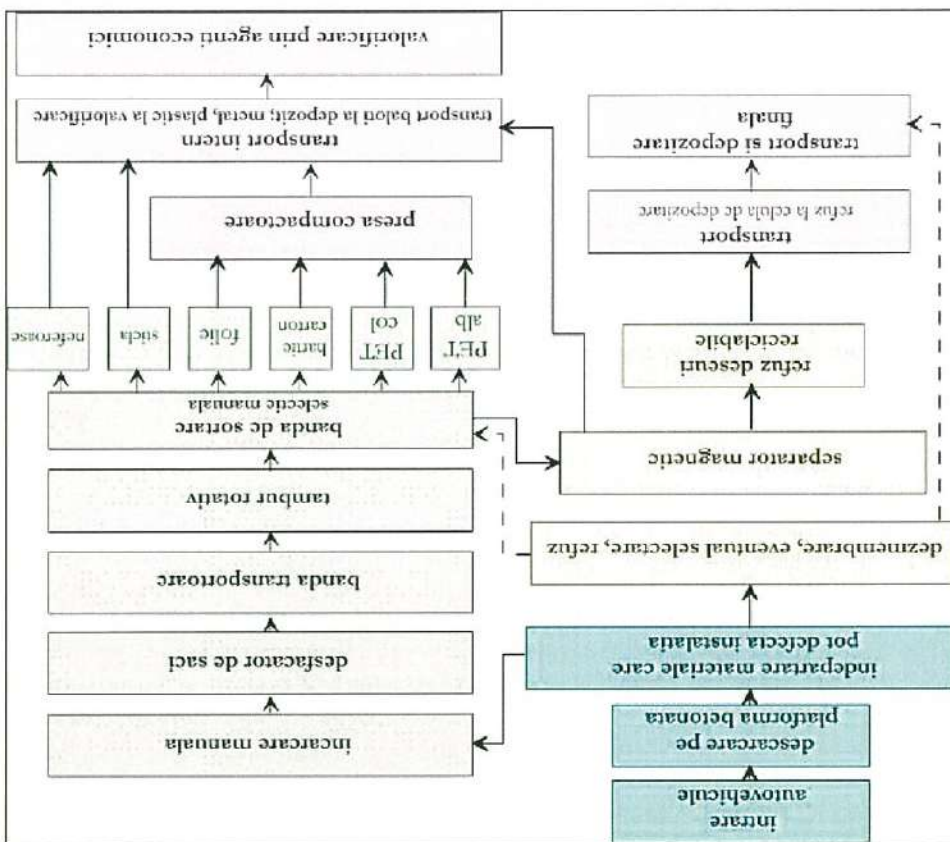 intrare
autovehicule
descarcare pe
platforma betonata
indepartare materiale care
pot defecta instalatia
dezmembrare, eventual selectare, refuz
separator magnetic
refuz deseuri
reciclabile
transport
refuz la celula de depozitare
transport si depozitare
finala
incarcare manuala
desfacator de saci
banda transportoare
tambur rotativ
banda de sortare
selectie manuala
PET
alb
PET
col
hartie
carton
folie
sticla
neferoase
presa compactoare
transport intern
transport baloti la depozit; metal, plastic la valorificare
valorificare prin agenti economici